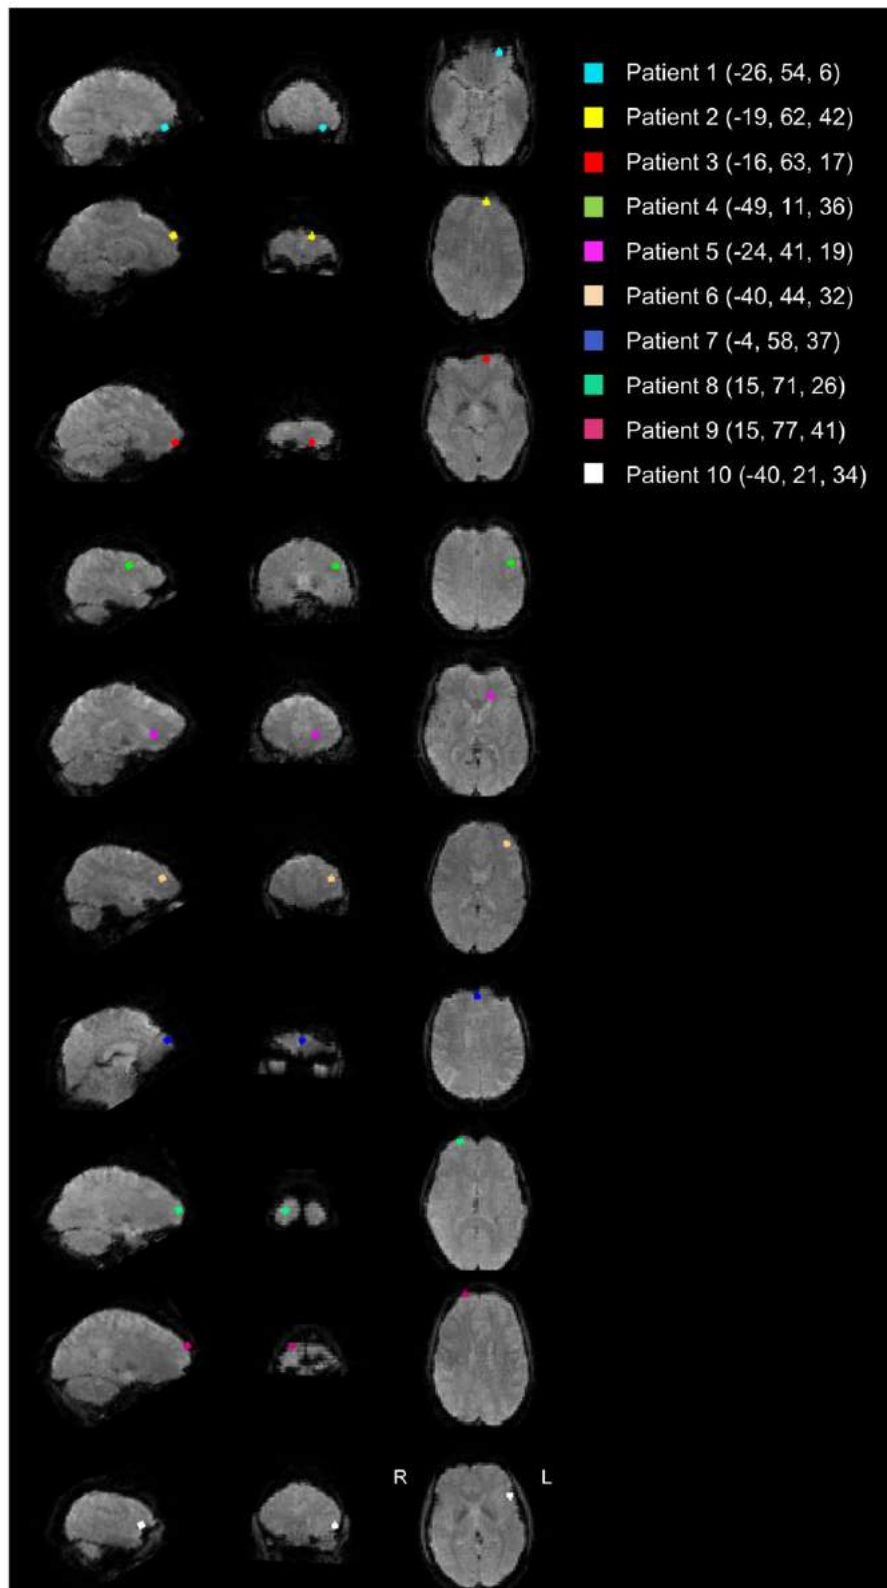 Patient 1 (-26, 54, 6)
Patient 2 (-19, 62, 42)
Patient 3 (-16, 63, 17)
Patient 4 (-49, 11, 36)
Patient 5 (-24, 41, 19)
Patient 6 (-40, 44, 32)
Patient 7 (-4, 58, 37)
Patient 8 (15, 71, 26)
Patient 9 (15, 77, 41)
Patient 10 (-40, 21, 34)
R L